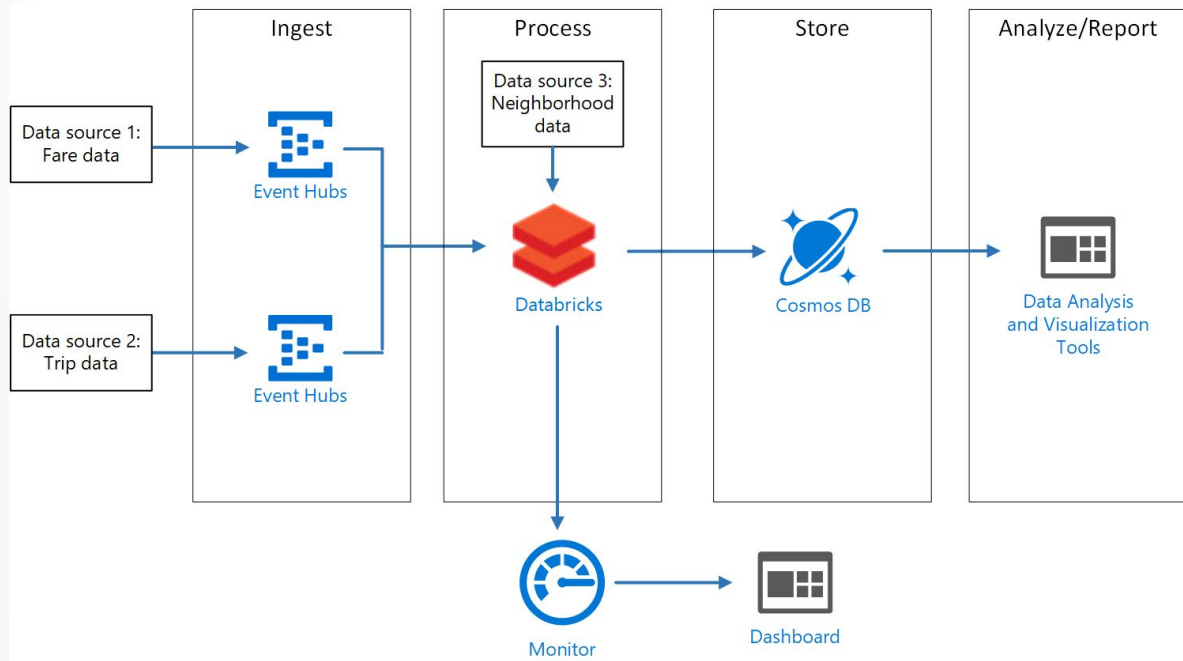 Ingest
Process
Store
Analyze/Report
Data source 1:
Fare data
Event Hubs
Data source 2:
Trip data
Event Hubs
Data source 3:
Neighborhood
data
Databricks
Cosmos DB
Data Analysis
and Visualization
Tools
Monitor
Dashboard